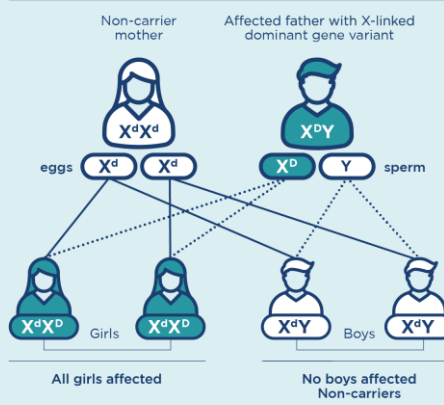 Non-carrier
mother
Affected father with X-linked
dominant gene variant
XᵈXᵈ
XᴰY
eggs Xᵈ Xᵈ Xᴰ Y sperm
XᵈXᴰ Girls XᵈXᴰ
XᵈY Boys XᵈY
All girls affected
No boys affected
Non-carriers